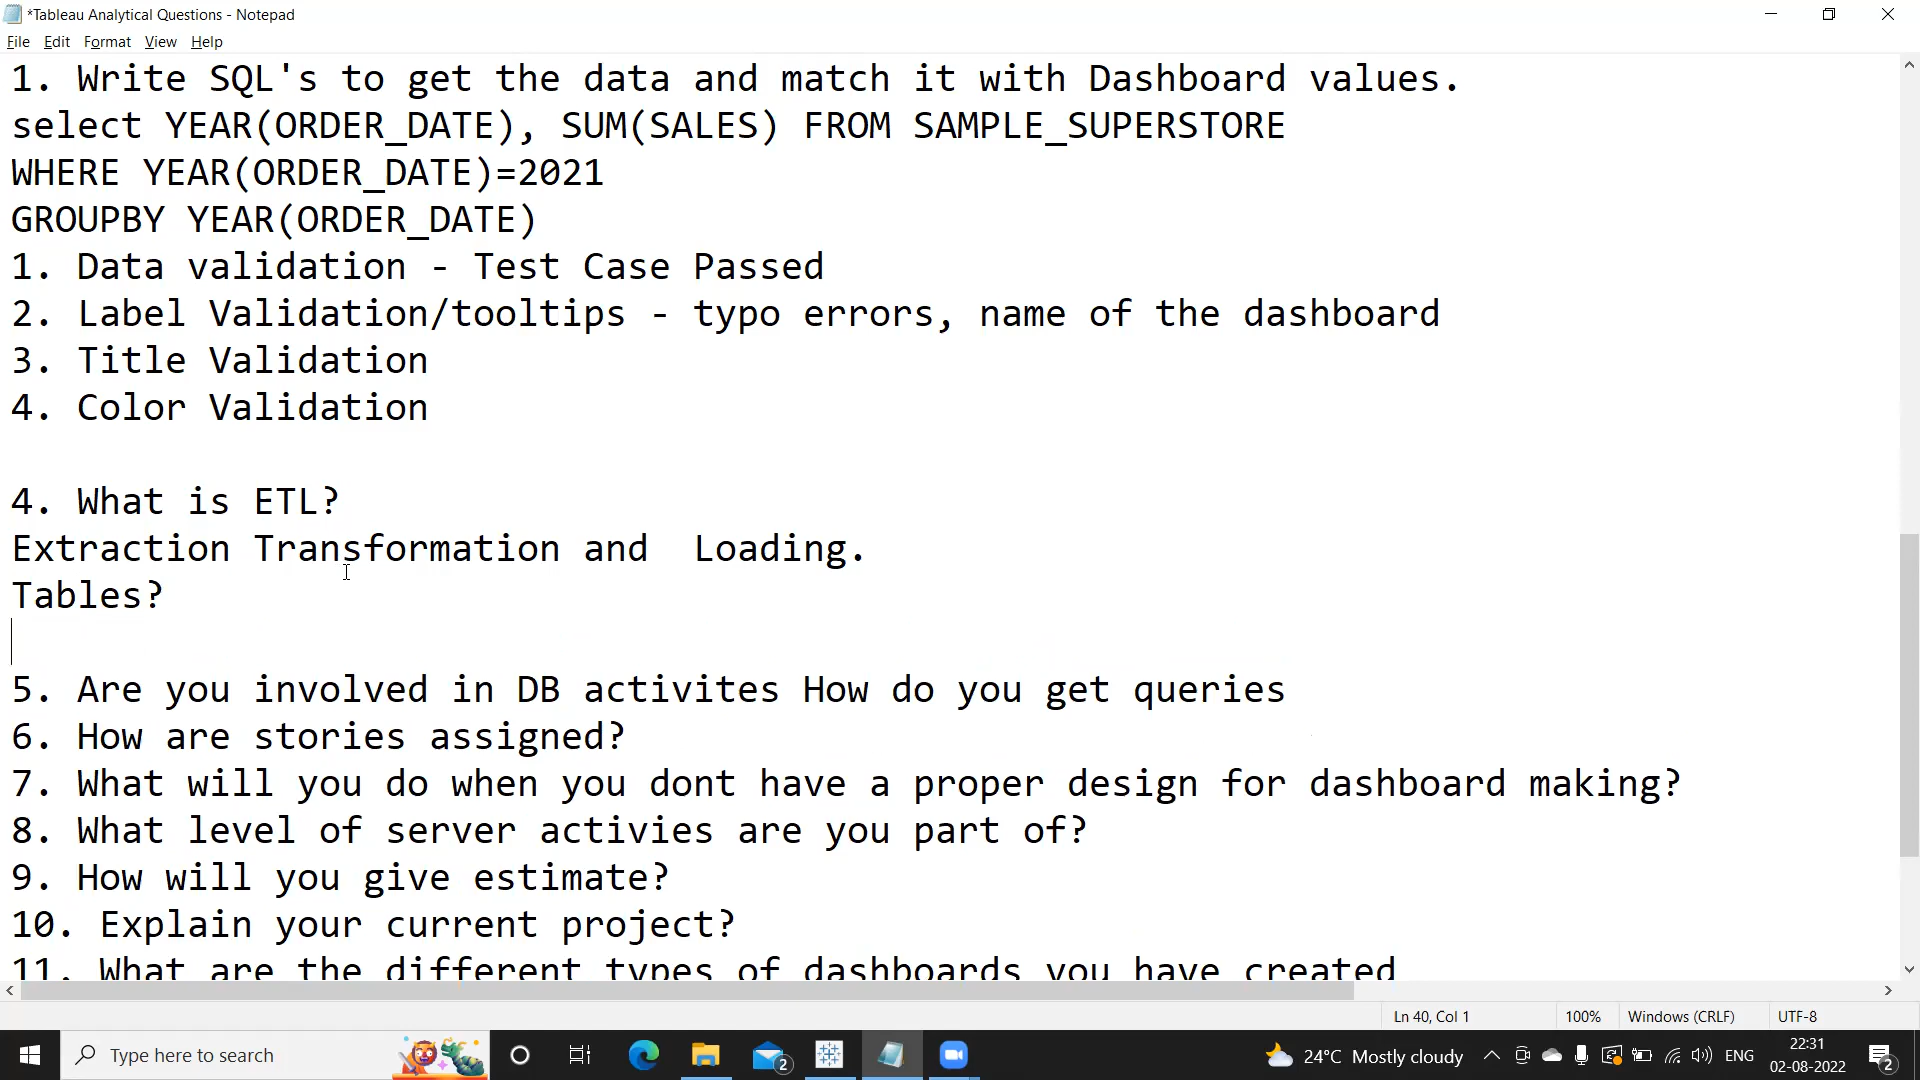 *Tableau Analytical Questions - Notepad
File Edit Format View Help
1. Write SQL's to get the data and match it with Dashboard values.
select YEAR(ORDER_DATE), SUM(SALES) FROM SAMPLE_SUPERSTORE
WHERE YEAR(ORDER_DATE)=2021
GROUPBY YEAR(ORDER_DATE)
1. Data validation - Test Case Passed
2. Label Validation/tooltips - typo errors, name of the dashboard
3. Title Validation
4. Color Validation
4. What is ETL?
Extraction Transformation and  Loading.
Tables?
5. Are you involved in DB activites How do you get queries
6. How are stories assigned?
7. What will you do when you dont have a proper design for dashboard making?
8. What level of server activies are you part of?
9. How will you give estimate?
10. Explain your current project?
11. What are the different types of dashboards you have created
Ln 40, Col 1 100% Windows (CRLF) UTF-8
Type here to search 2 24°C Mostly cloudy ENG 22:31 2
02-08-2022